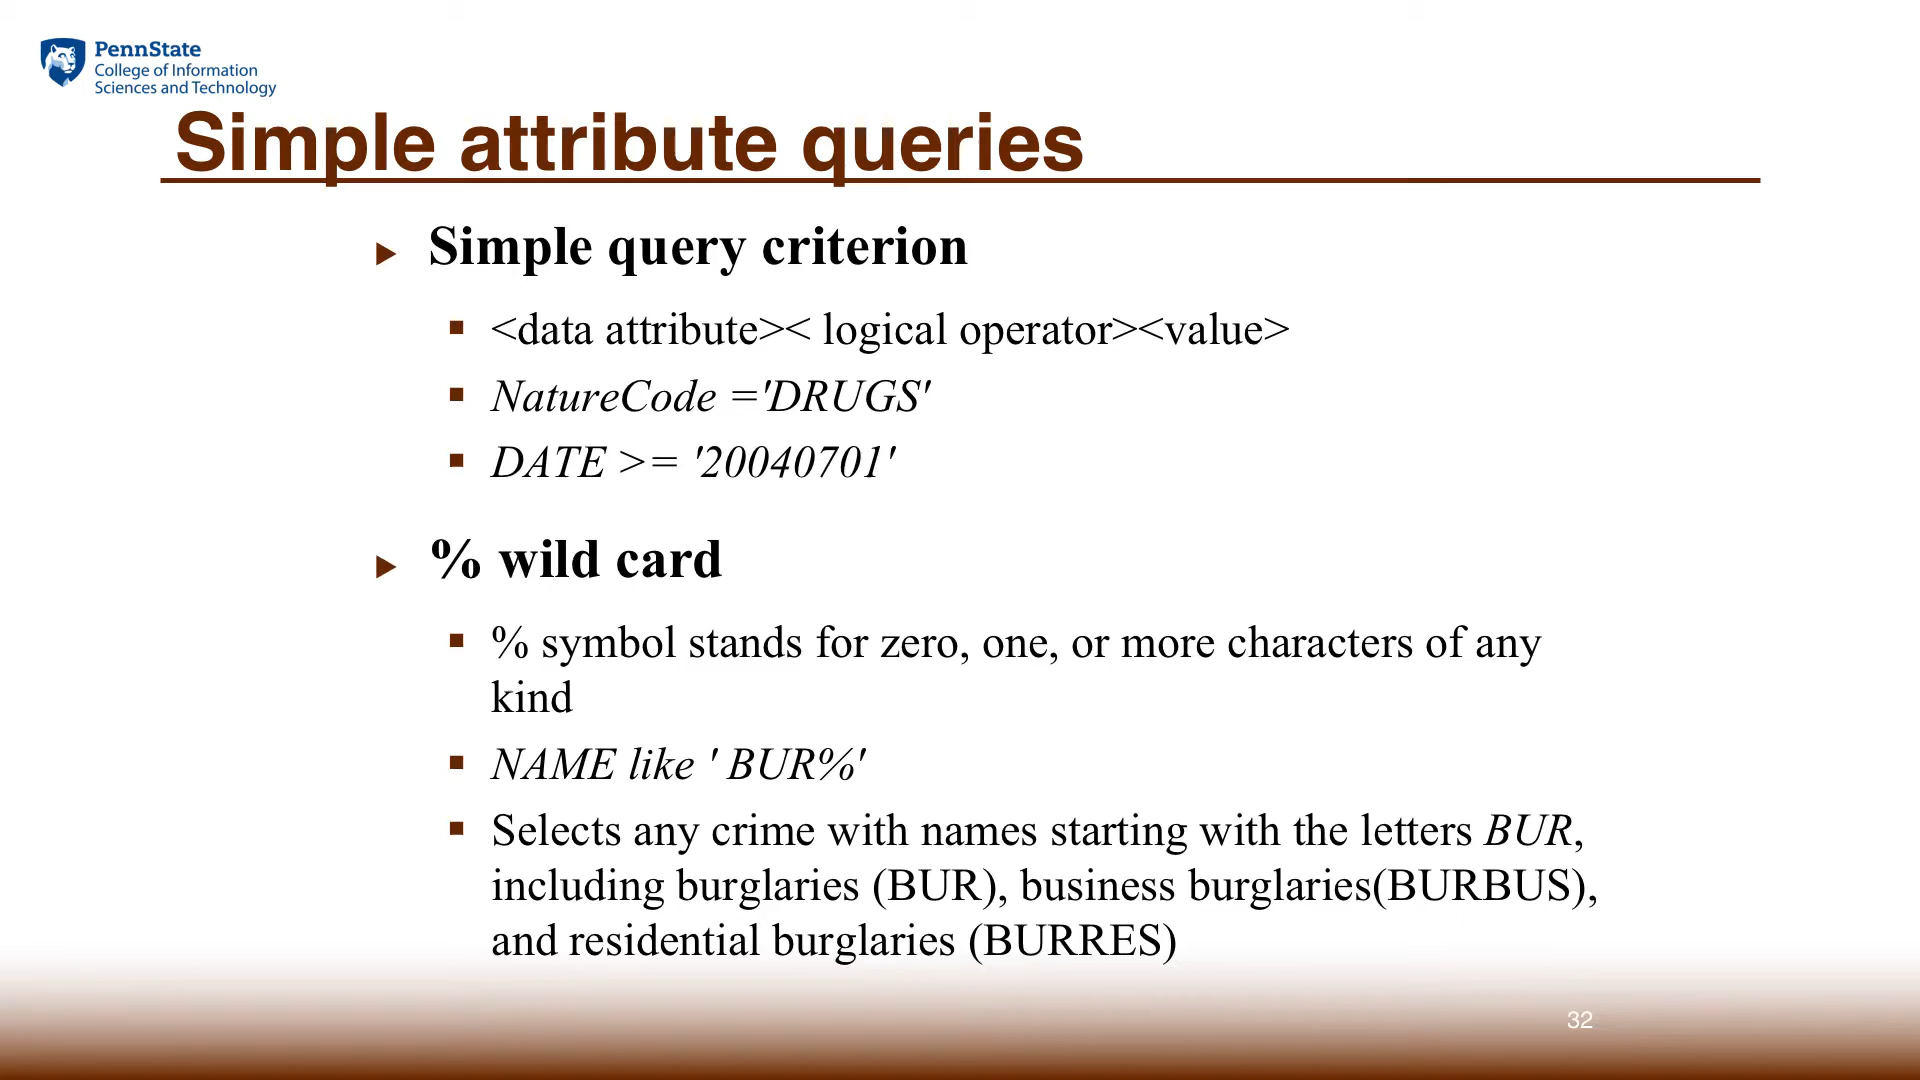 PennState
College of Information
Sciences and Technology
Simple attribute queries
Simple query criterion
<data attribute>< logical operator><value>
NatureCode ='DRUGS'
DATE >= '20040701'
% wild card
% symbol stands for zero, one, or more characters of any
kind
NAME like ' BUR%'
Selects any crime with names starting with the letters BUR,
including burglaries (BUR), business burglaries(BURBUS),
and residential burglaries (BURRES)
32